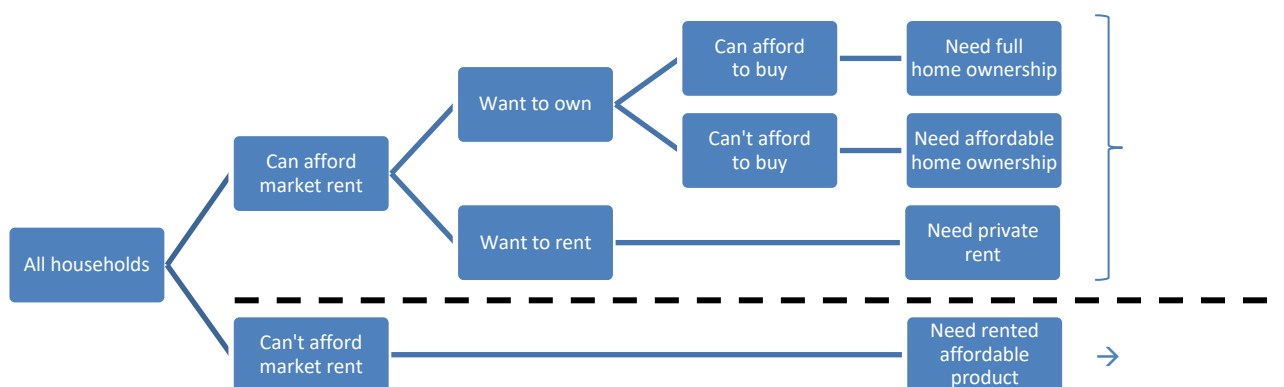 Can afford
to buy
Need full
home ownership
Want to own
Can't afford
to buy
Need affordable
home ownership
Can afford
market rent
Want to rent
Need private
rent
All households
Can't afford
market rent
Need rented
affordable
product